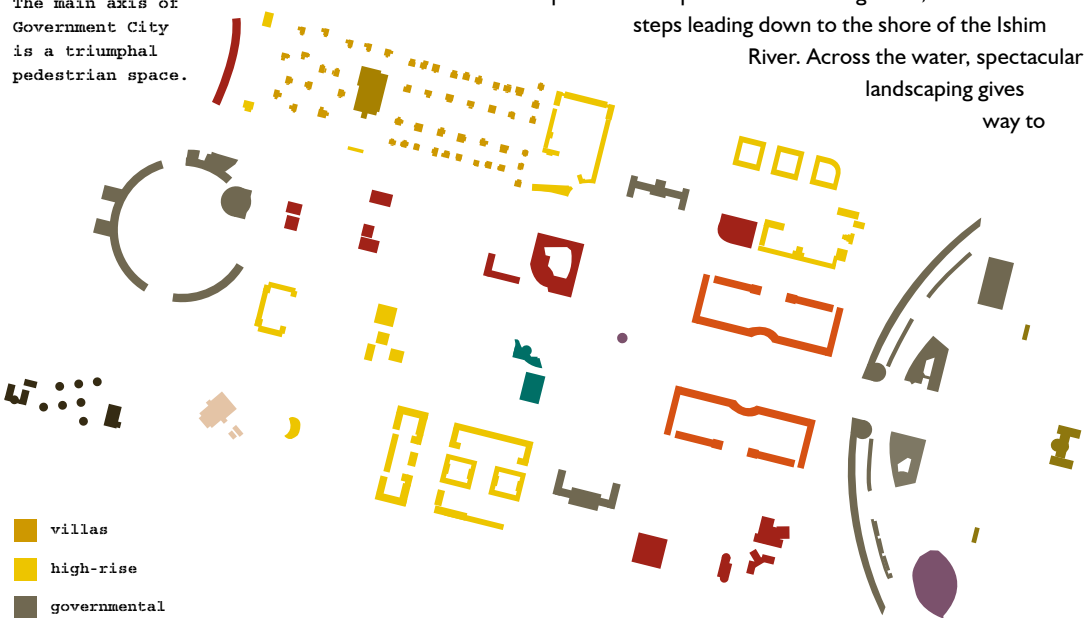 The main axis of
Government City
is a triumphal
pedestrian space.
steps leading down to the shore of the Ishim
River. Across the water, spectacular
landscaping gives
way to
villas
high-rise
governmental